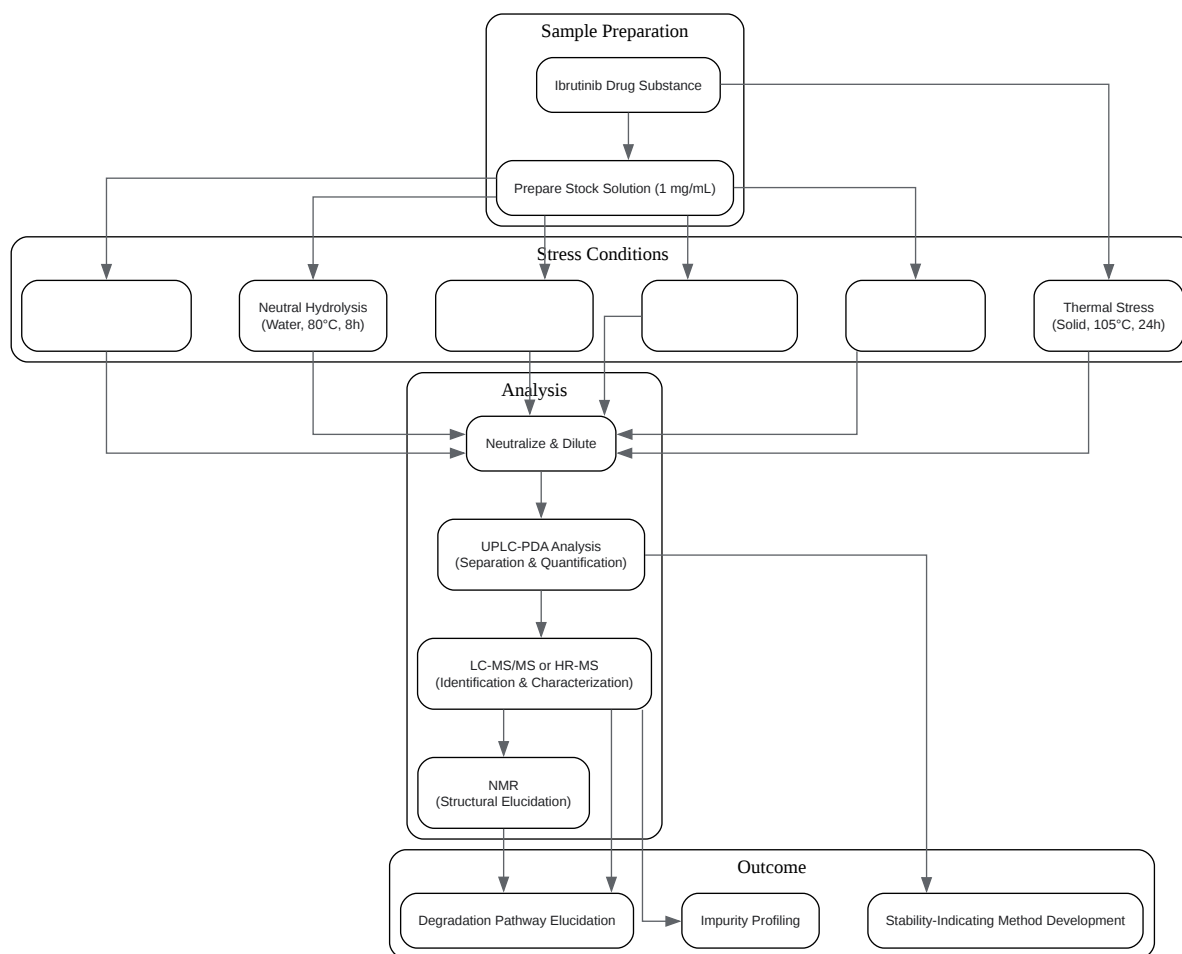 Sample Preparation
Ibrutinib Drug Substance
Prepare Stock Solution (1 mg/mL)
Stress Conditions
Neutral Hydrolysis
(Water, 80°C, 8h)
Thermal Stress
(Solid, 105°C, 24h)
Analysis
Neutralize & Dilute
UPLC-PDA Analysis
(Separation & Quantification)
LC-MS/MS or HR-MS
(Identification & Characterization)
NMR
(Structural Elucidation)
Outcome
Degradation Pathway Elucidation
Impurity Profiling
Stability-Indicating Method Development